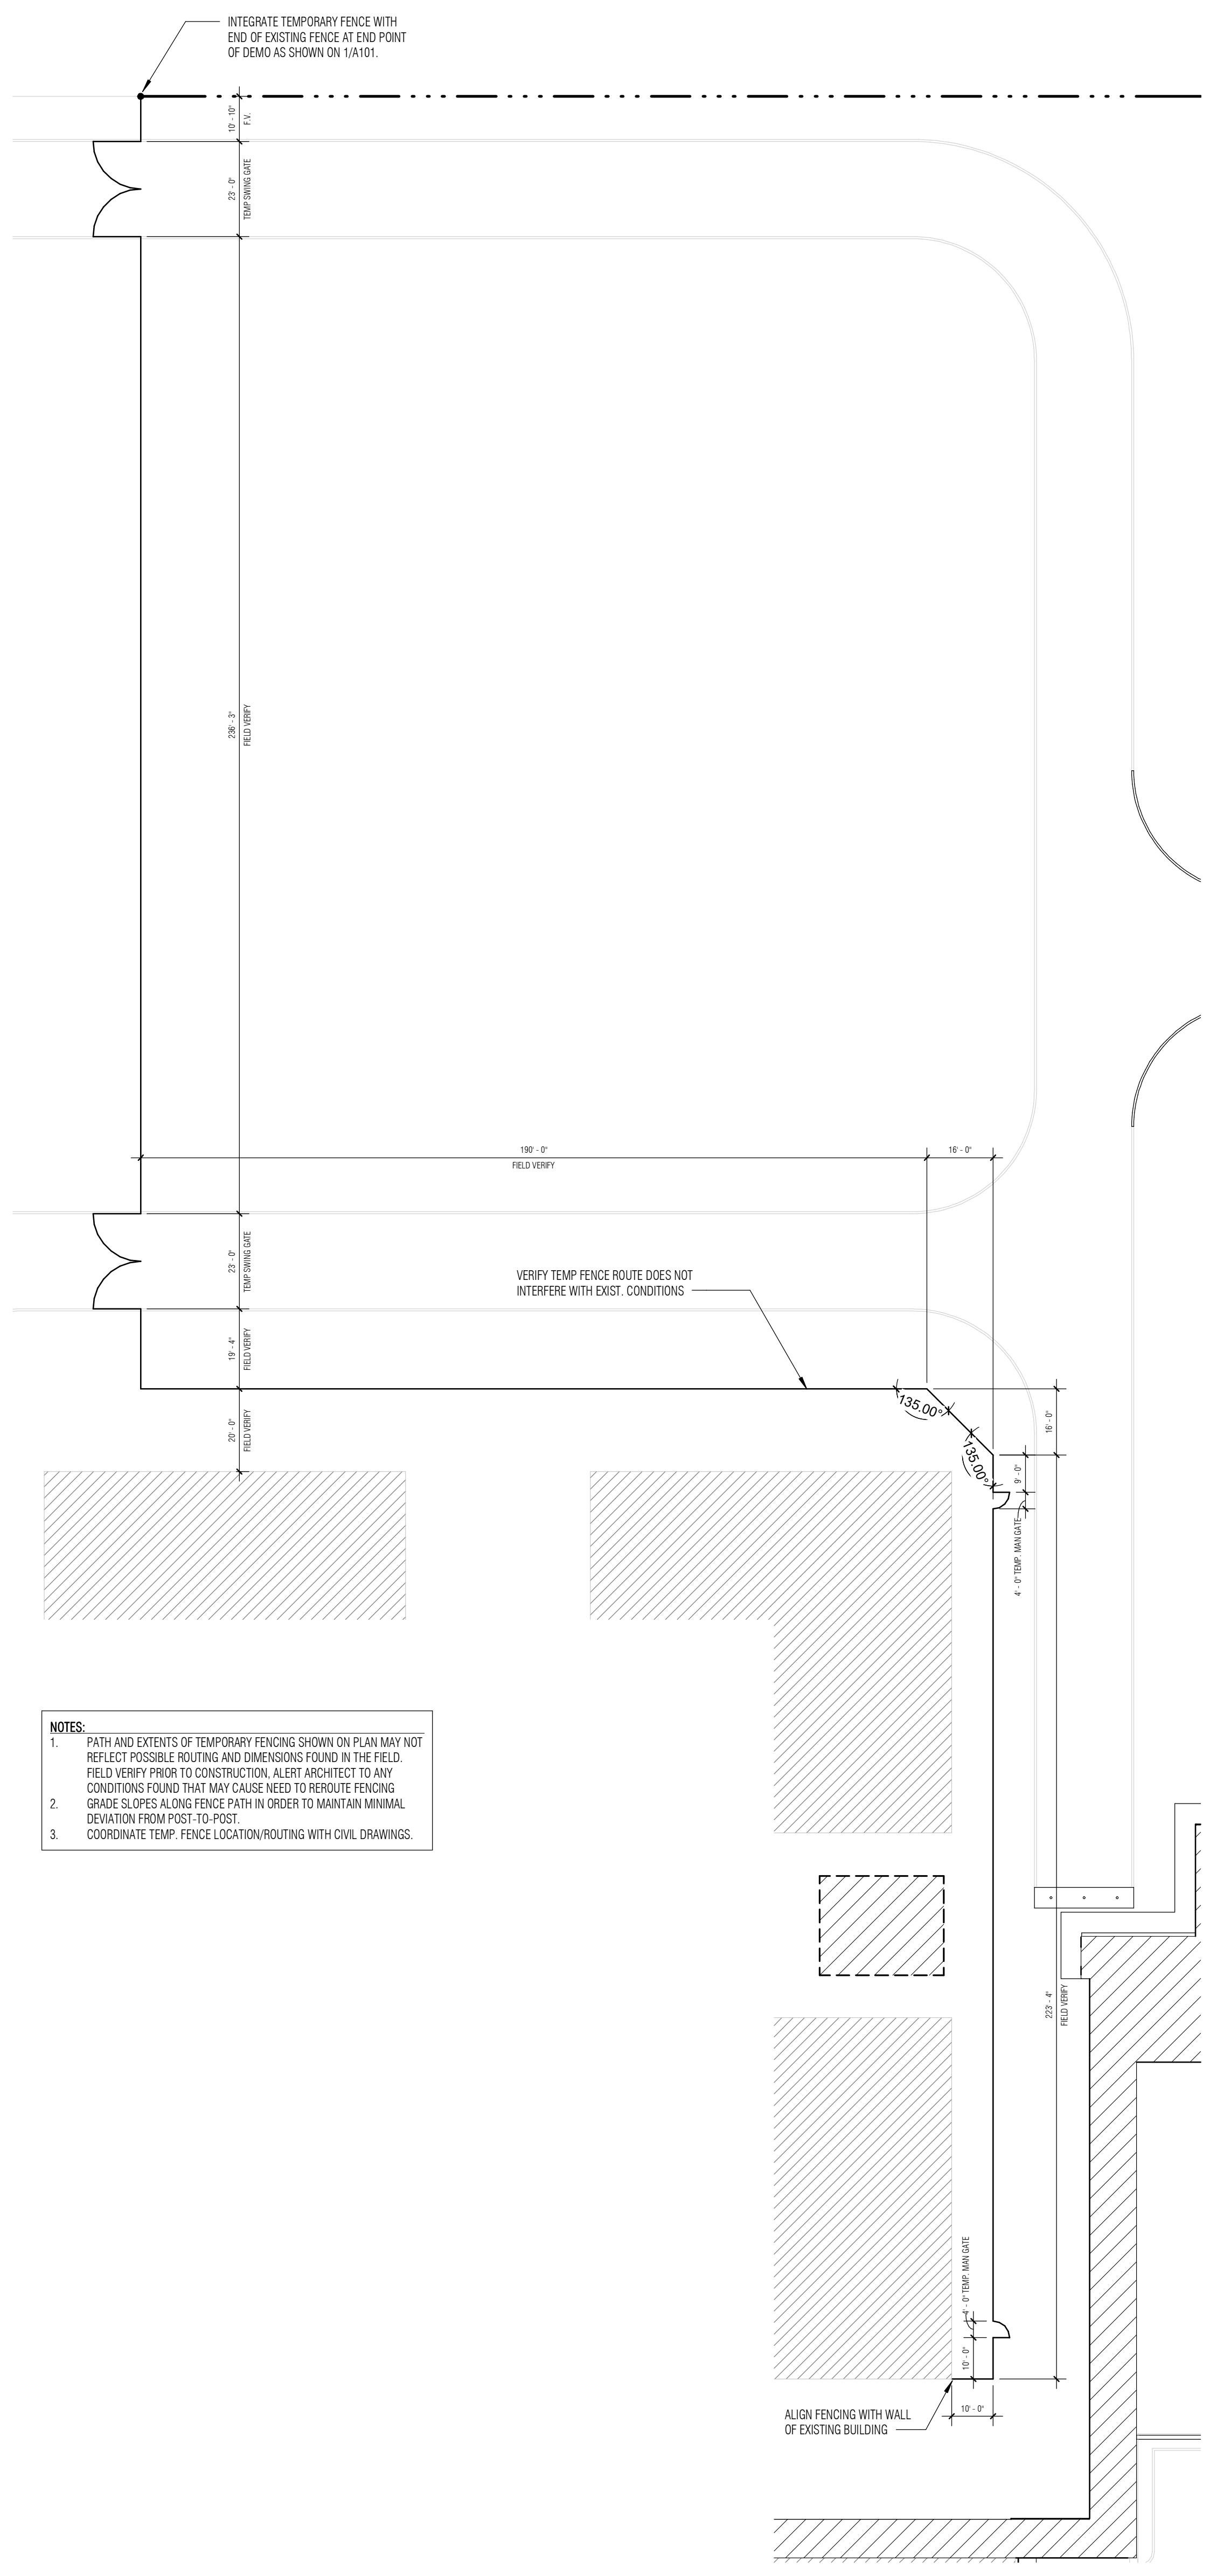 INTEGRATE TEMPORARY FENCE WITH
END OF EXISTING FENCE AT END POINT
OF DEMO AS SHOWN ON 1/A101.
10' - 10"
F.V.
23' - 0"
TEMP SWING GATE
236' - 3"
FIELD VERIFY
190' - 0"
FIELD VERIFY
16' - 0"
23' - 0"
TEMP SWING GATE
VERIFY TEMP FENCE ROUTE DOES NOT
INTERFERE WITH EXIST. CONDITIONS
19' - 4"
FIELD VERIFY
135.00°
16' - 0"
20' - 0"
FIELD VERIFY
135.00°
9' - 0"
4' - 0" TEMP. MAN GATE
NOTES:
1. PATH AND EXTENTS OF TEMPORARY FENCING SHOWN ON PLAN MAY NOT
REFLECT POSSIBLE ROUTING AND DIMENSIONS FOUND IN THE FIELD.
FIELD VERIFY PRIOR TO CONSTRUCTION, ALERT ARCHITECT TO ANY
CONDITIONS FOUND THAT MAY CAUSE NEED TO REROUTE FENCING
2. GRADE SLOPES ALONG FENCE PATH IN ORDER TO MAINTAIN MINIMAL
DEVIATION FROM POST-TO-POST.
3. COORDINATE TEMP. FENCE LOCATION/ROUTING WITH CIVIL DRAWINGS.
223' - 4"
FIELD VERIFY
4' - 0" TEMP. MAN GATE
10' - 0"
10' - 0"
ALIGN FENCING WITH WALL
OF EXISTING BUILDING